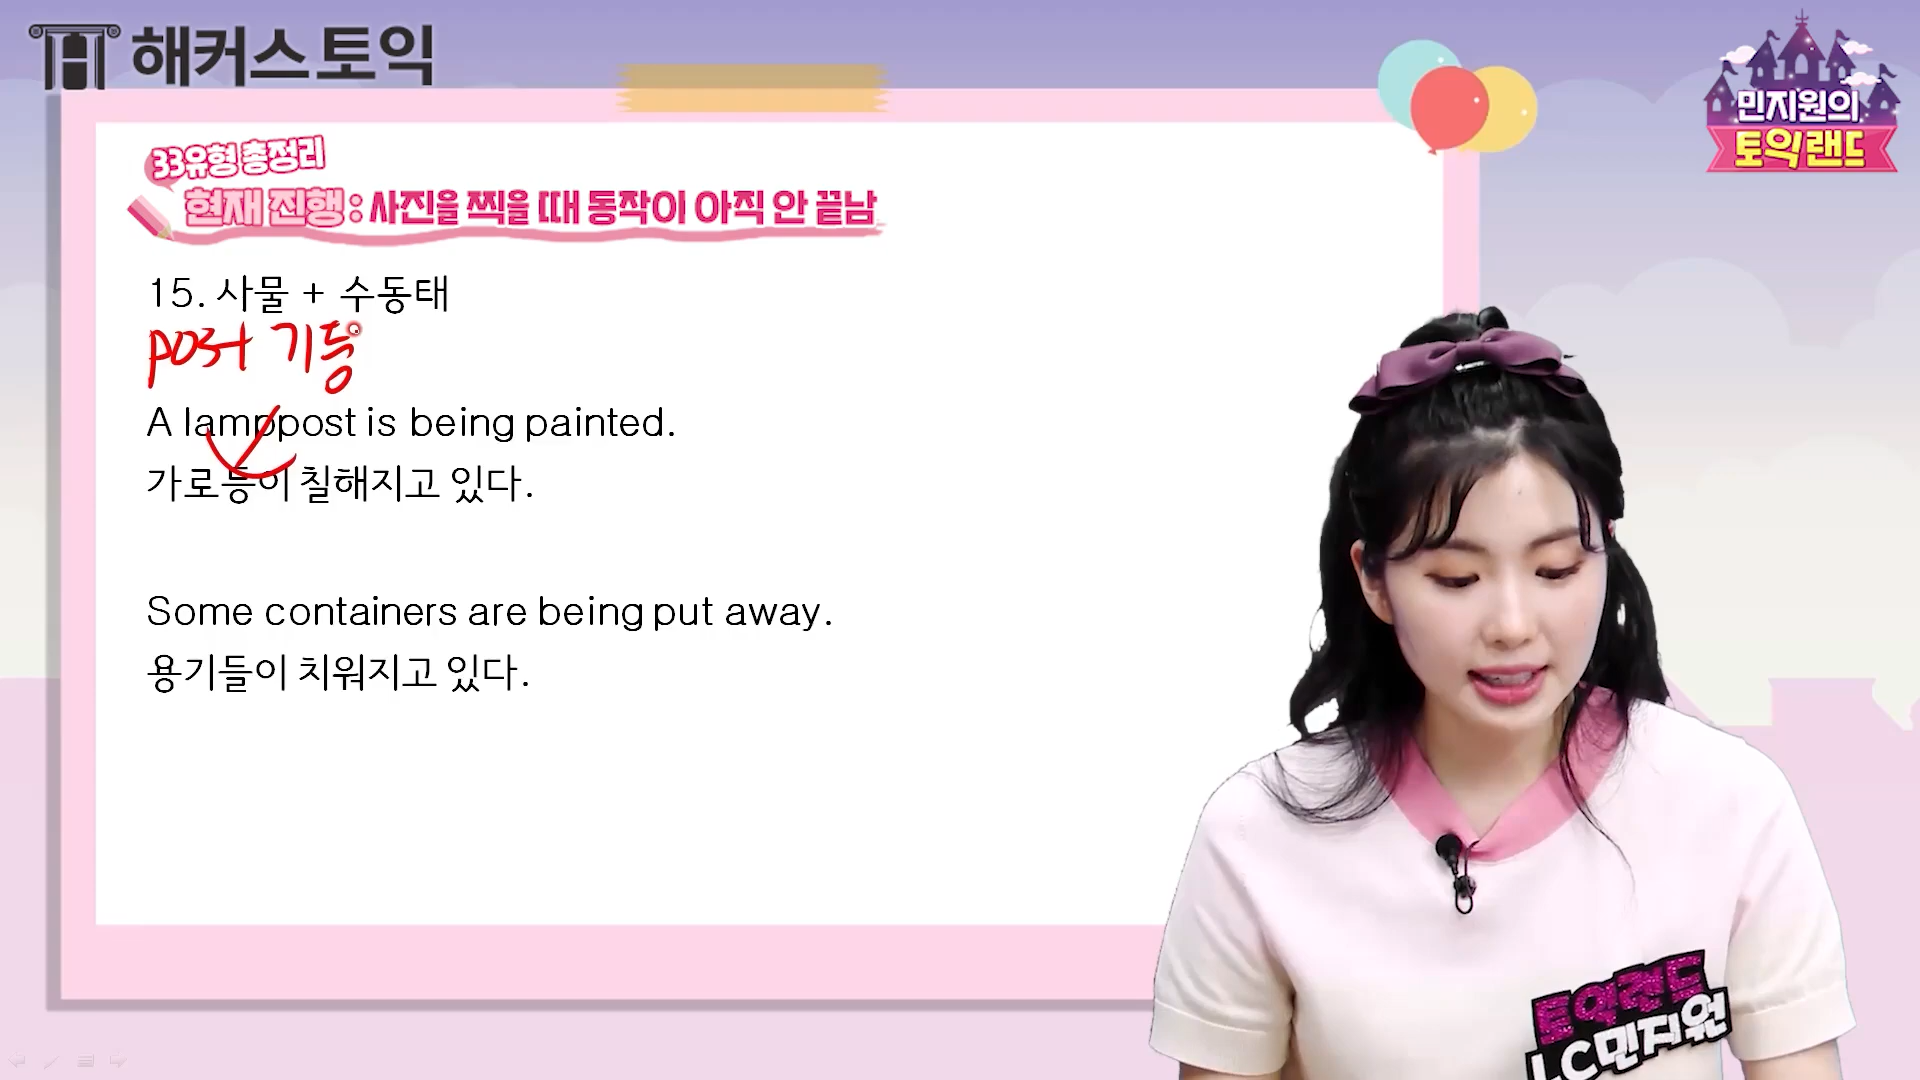 해커스토익
민지원의
토익랜드
33유형 총정리
현재 진행 : 사진을 찍을 때 동작이 아직 안 끝남
15. 사물 + 수동태
post 기둥
A lamppost is being painted.
가로등이 칠해지고 있다.
Some containers are being put away.
용기들이 치워지고 있다.
토익랜드
LC민지원